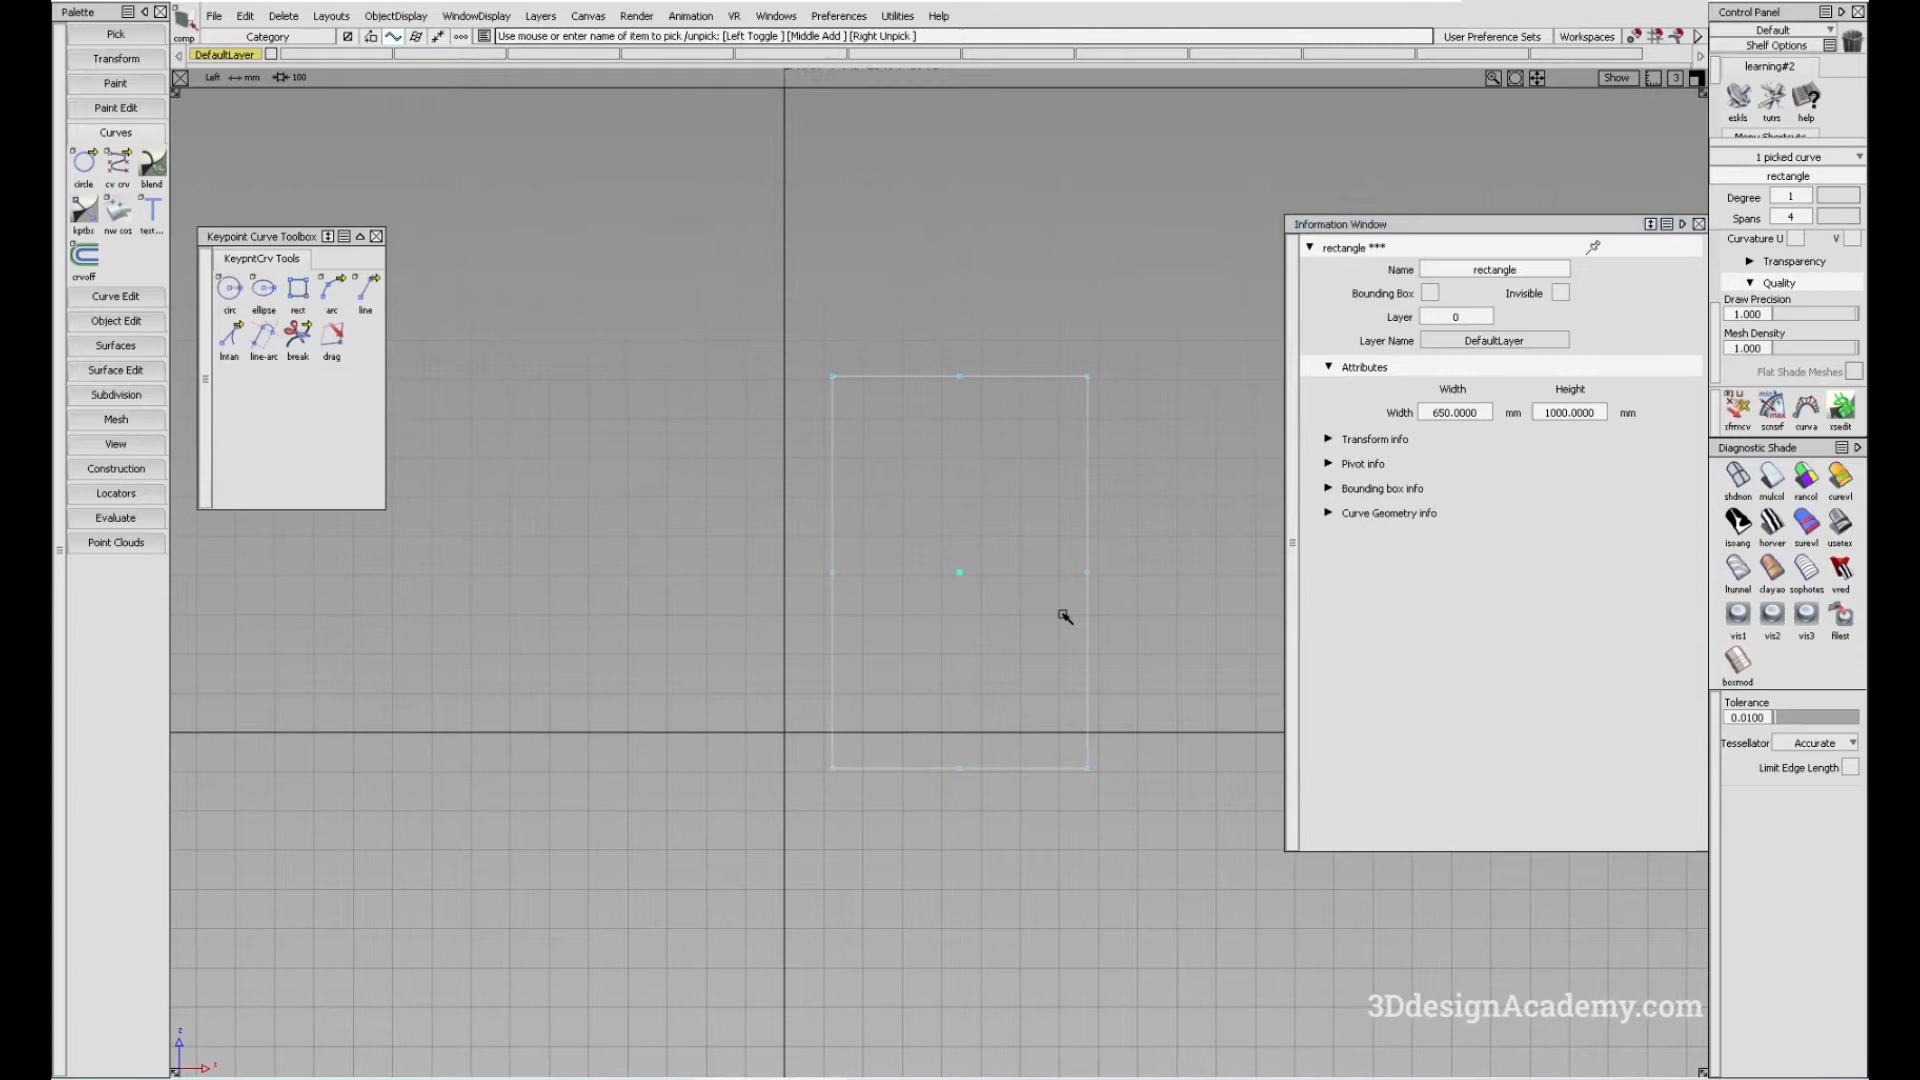 Palette
Pick
Transform
Paint
Paint Edit
Curves
circle
cv crv
blend
kptbx
nw cos
text...
crvoff
Curve Edit
Object Edit
Surfaces
Surface Edit
Subdivision
Mesh
View
Construction
Locators
Evaluate
Point Clouds
File Edit Delete Layouts ObjectDisplay WindowDisplay Layers Canvas Render Animation VR Windows Preferences Utilities Help
comp
Category
Use mouse or enter name of item to pick /unpick: [Left Toggle ] [Middle Add ] [Right Unpick ]
User Preference Sets
Workspaces
DefaultLayer
Left mm 100
Show
3
Keypoint Curve Toolbox
KeypntCrv Tools
circ ellipse rect arc line
lntan line-arc break drag
Information Window
rectangle ***
Name rectangle
Bounding Box Invisible
Layer 0
Layer Name DefaultLayer
Attributes
Width Height
Width 650.0000 mm 1000.0000 mm
Transform info
Pivot info
Bounding box info
Curve Geometry info
Control Panel
Default
Shelf Options
learning#2
eskls tutrs help
Menu Shortcuts
1 picked curve
rectangle
Degree 1
Spans 4
Curvature U V
Transparency
Quality
Draw Precision
1.000
Mesh Density
1.000
Flat Shade Meshes
xfrmcv scnsrf curva xsedit
Diagnostic Shade
shdnon mulcol rancol curevl
isoang horver surevl usetex
ltunnel clayao sophotes vred
vis1 vis2 vis3 filest
boxmod
Tolerance
0.0100
Tessellator Accurate
Limit Edge Length
z
x
3DdesignAcademy.com